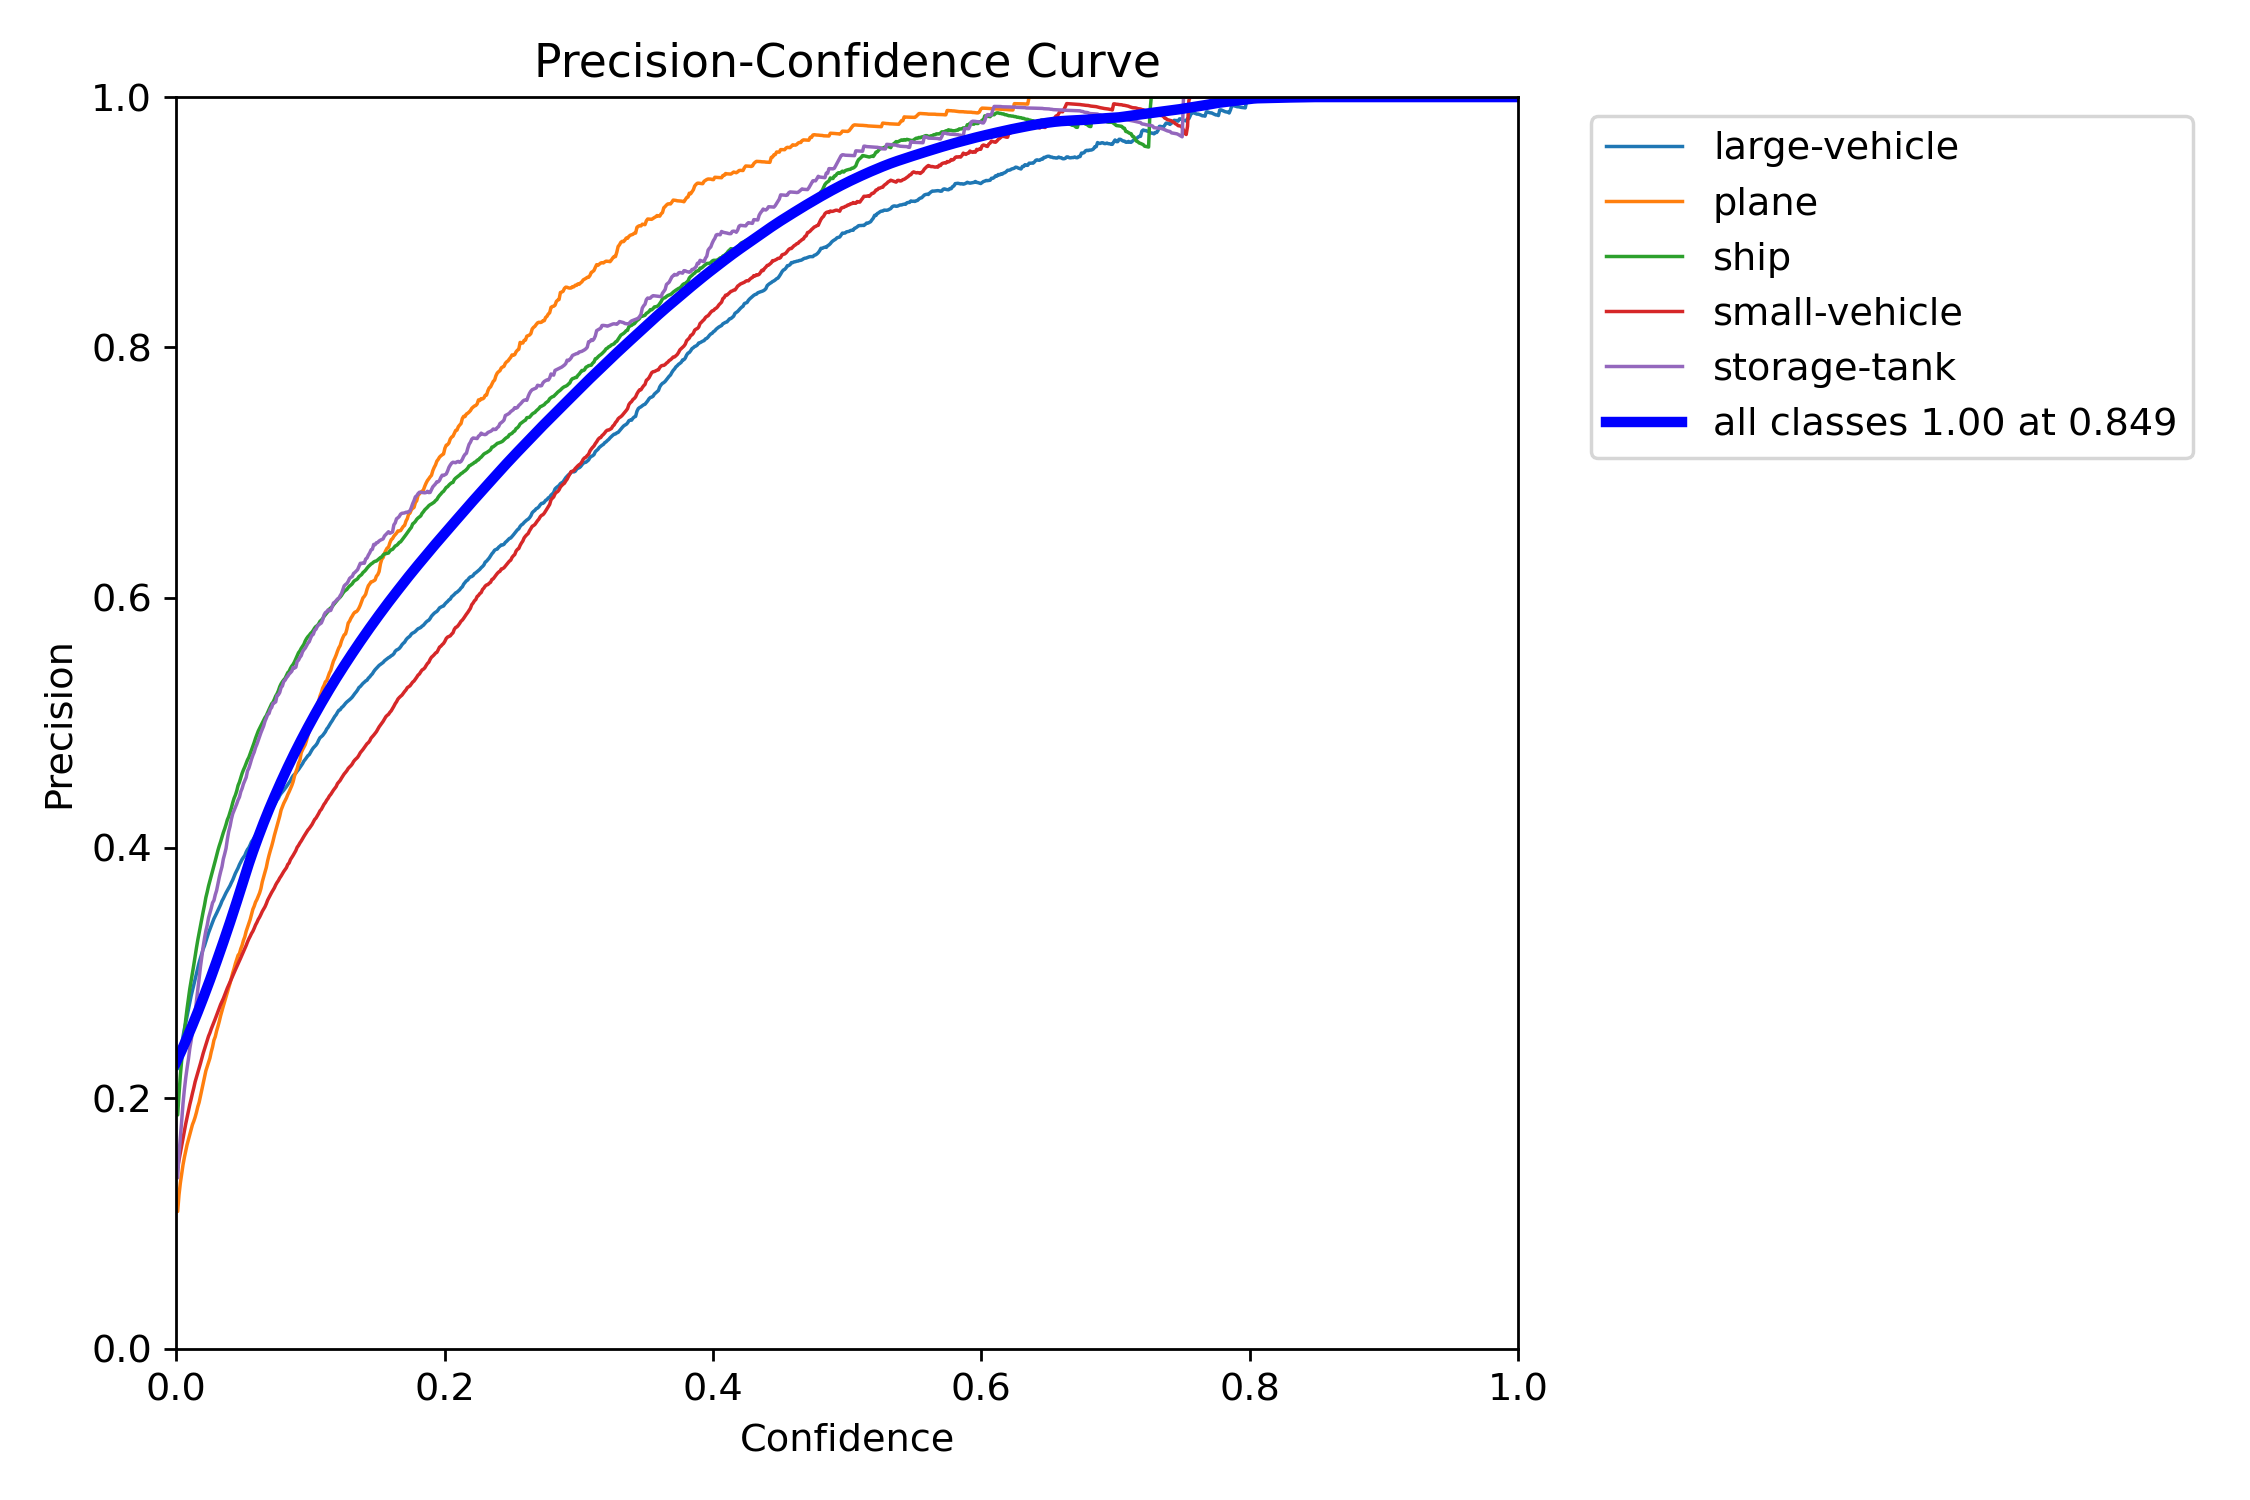 Precision-Confidence Curve
1.0
0.8
0.6
0.4
0.2
0.0
Precision
0.0 0.2 0.4 0.6 0.8 1.0
Confidence
large-vehicle
plane
ship
small-vehicle
storage-tank
all classes 1.00 at 0.849